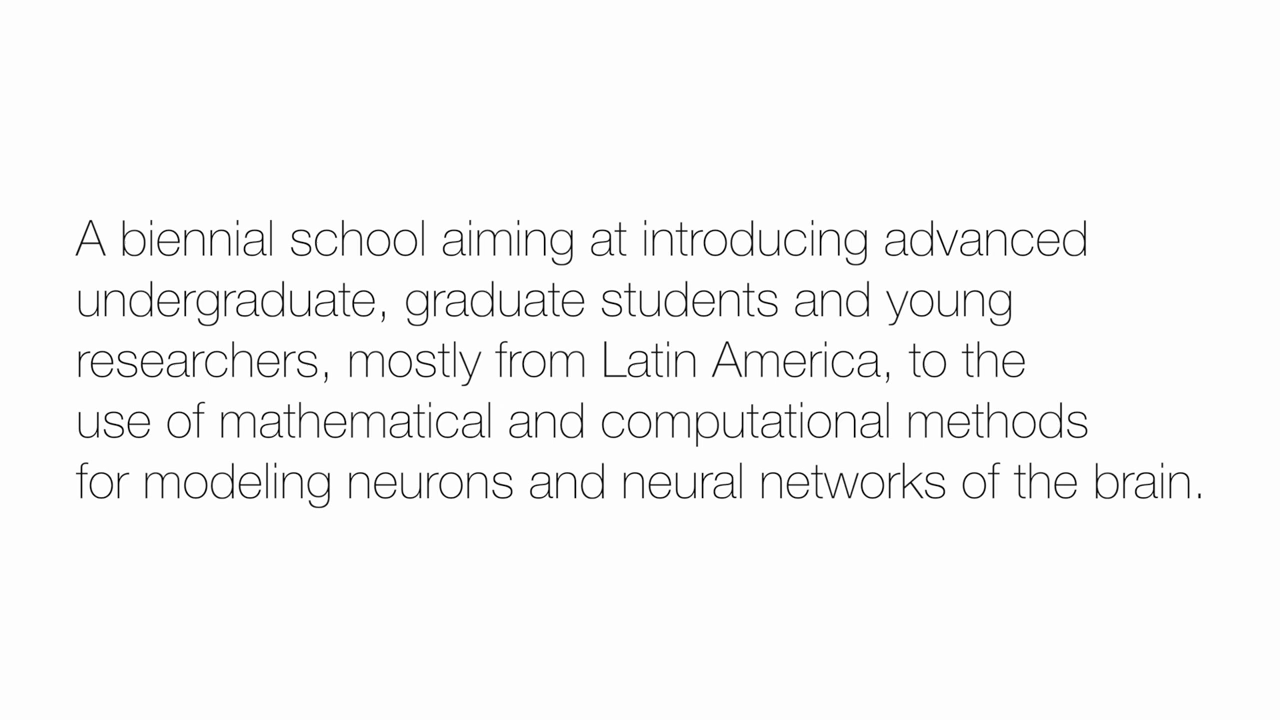 A biennial school aiming at introducing advanced
undergraduate, graduate students and young
researchers, mostly from Latin America, to the
use of mathematical and computational methods
for modeling neurons and neural networks of the brain.